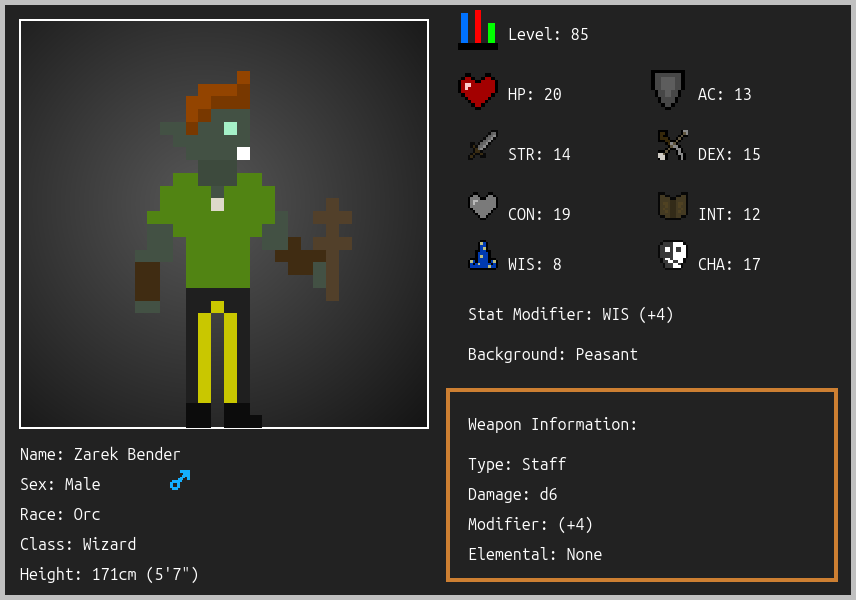 Level: 85
HP: 20
AC: 13
STR: 14
DEX: 15
CON: 19
INT: 12
WIS: 8
CHA: 17
Stat Modifier: WIS (+4)
Background: Peasant
Weapon Information:
Type: Staff
Damage: d6
Modifier: (+4)
Elemental: None
Name: Zarek Bender
Sex: Male
Race: Orc
Class: Wizard
Height: 171cm (5'7")